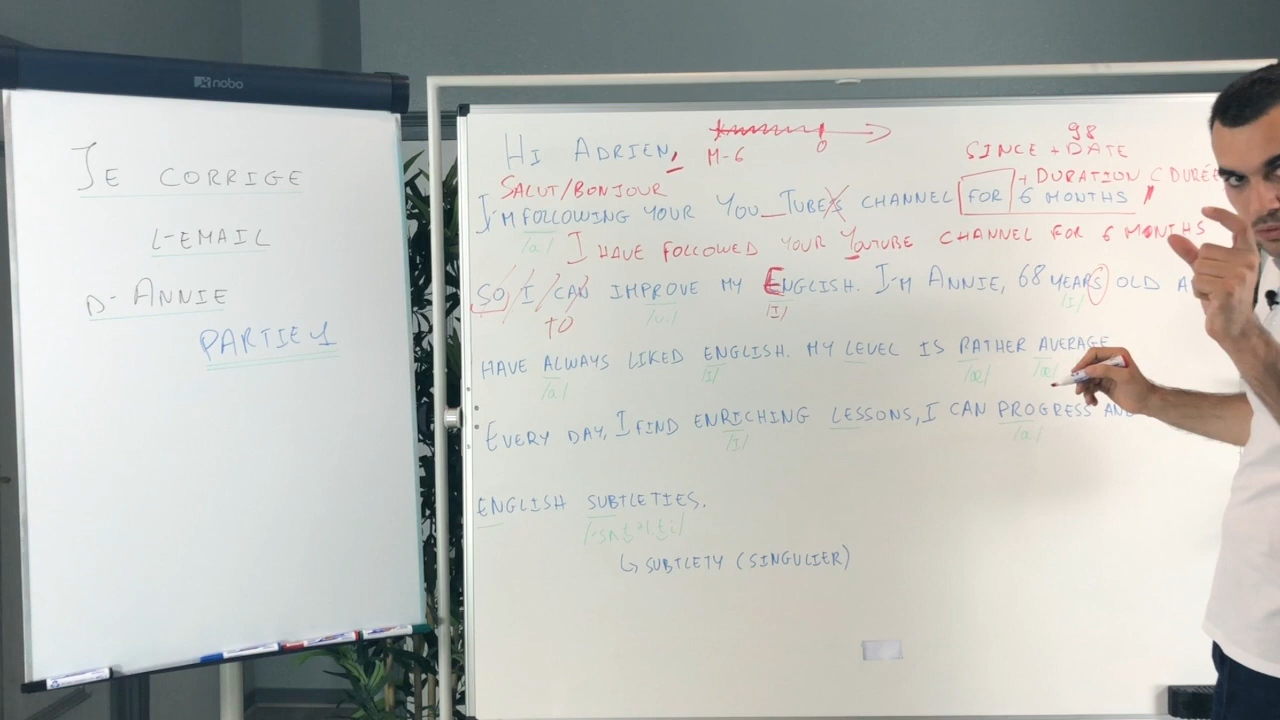 nobo
JE CORRIGE
L'EMAIL
D'ANNIE
PARTIE 1
HI ADRIEN,
M-6
0
98
SINCE + DATE
SALUT/BONJOUR
+ DURATION (DURÉE
I'M FOLLOWING YOUR YOU_TUBE'S CHANNEL FOR 6 MONTHS
/a/
I HAVE FOLLOWED YOUR YOUTUBE CHANNEL FOR 6 MONTHS
SO, I CAN IMPROVE MY ENGLISH. I'M ANNIE, 68 YEARS OLD A
TO
/u:/
/I/
/I/
HAVE ALWAYS LIKED ENGLISH. MY LEVEL IS RATHER AVERAGE
/a/
/I/
/æ/
/æ/
EVERY DAY, I FIND ENRICHING LESSONS, I CAN PROGRESS AND
/I/
/a/
ENGLISH SUBTLETIES.
↳ SUBTLETY (SINGULIER)